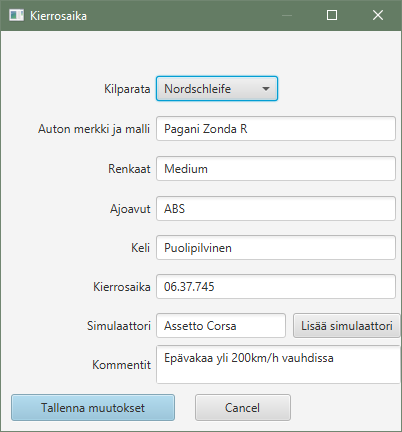 Kierrosaika
Kilparata Nordschleife
Auton merkki ja malli Pagani Zonda R
Renkaat Medium
Ajoavut ABS
Keli Puolipilvinen
Kierrosaika 06.37.745
Simulaattori Assetto Corsa Lisää simulaattori
Kommentit Epävakaa yli 200km/h vauhdissa
Tallenna muutokset Cancel